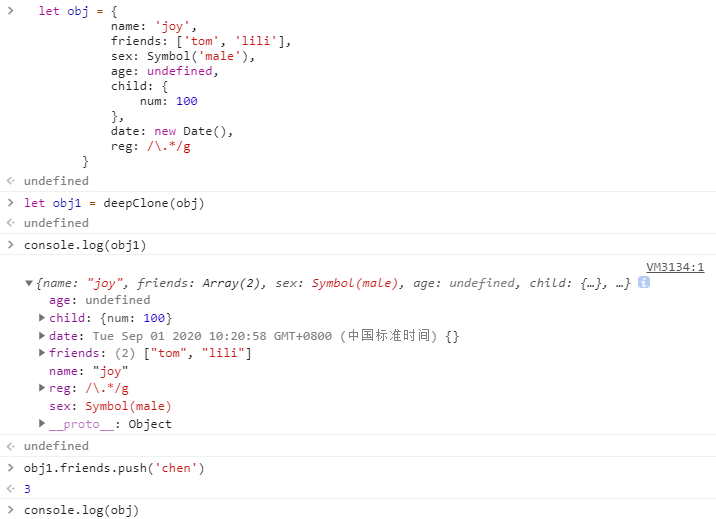 let obj = {
name: 'joy',
friends: ['tom', 'lili'],
sex: Symbol('male'),
age: undefined,
child: {
num: 100
},
date: new Date(),
reg: /\.*/g
}
undefined
let obj1 = deepClone(obj)
undefined
console.log(obj1)
VM3134:1
{name: "joy", friends: Array(2), sex: Symbol(male), age: undefined, child: {…}, …} i
age: undefined
child: {num: 100}
date: Tue Sep 01 2020 10:20:58 GMT+0800 (中国标准时间) {}
friends: (2) ["tom", "lili"]
name: "joy"
reg: /\.*/g
sex: Symbol(male)
__proto__: Object
undefined
obj1.friends.push('chen')
3
console.log(obj)